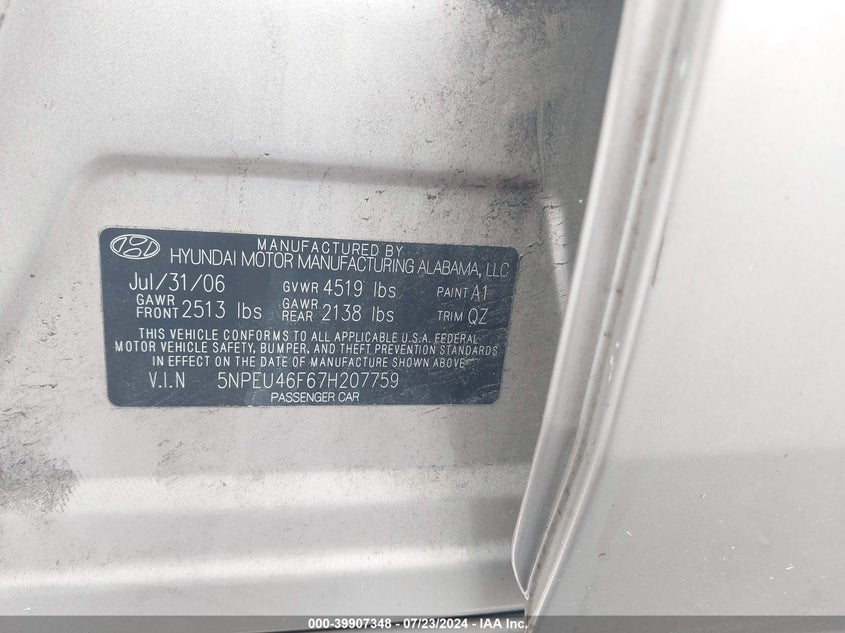 MANUFACTURED BY
HYUNDAI MOTOR MANUFACTURING ALABAMA, LLC
Jul/31/06 GVWR 4519 lbs PAINT A1
GAWR FRONT 2513 lbs GAWR REAR 2138 lbs TRIM QZ
THIS VEHICLE CONFORMS TO ALL APPLICABLE U.S.A. FEDERAL
MOTOR VEHICLE SAFETY, BUMPER, AND THEFT PREVENTION STANDARDS
IN EFFECT ON THE DATE OF MANUFACTURE SHOWN ABOVE
V.I.N 5NPEU46F67H207759
PASSENGER CAR
000-39907348 - 07/23/2024 - IAA Inc.